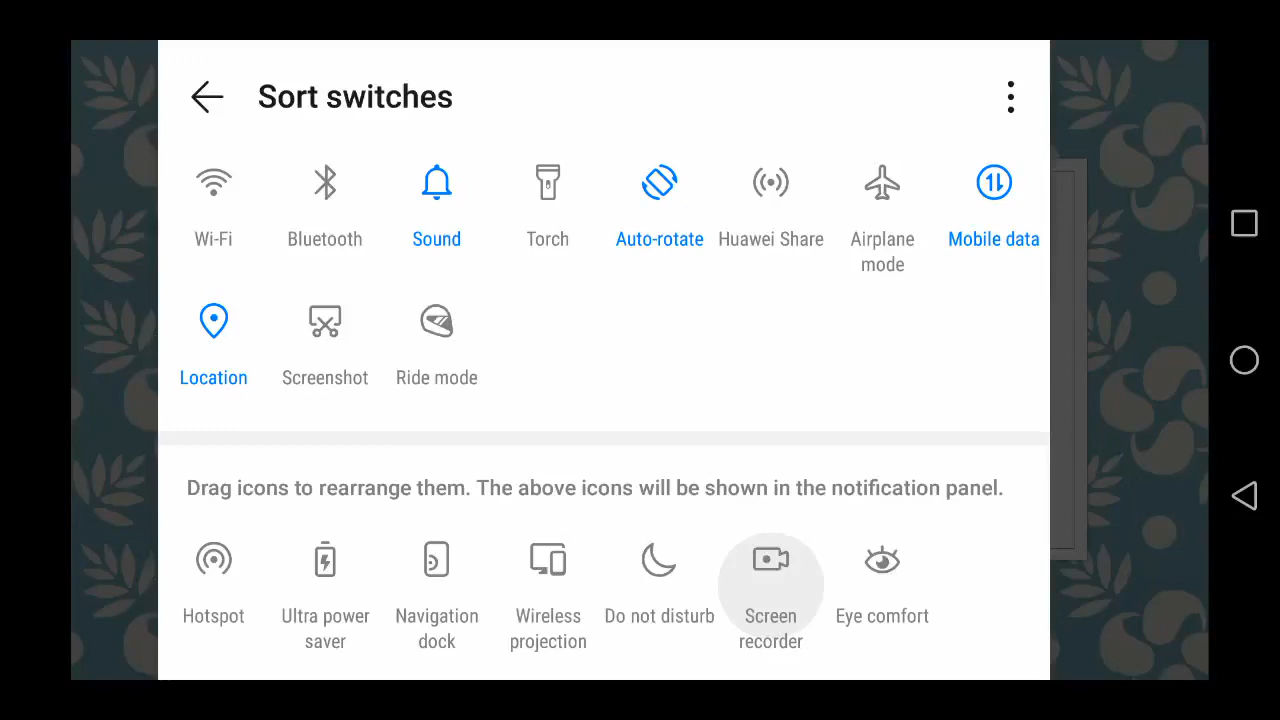 Sort switches
Wi-Fi Bluetooth Sound Torch Auto-rotate Huawei Share Airplane mode Mobile data
Location Screenshot Ride mode
Drag icons to rearrange them. The above icons will be shown in the notification panel.
Hotspot Ultra power saver Navigation dock Wireless projection Do not disturb Screen recorder Eye comfort